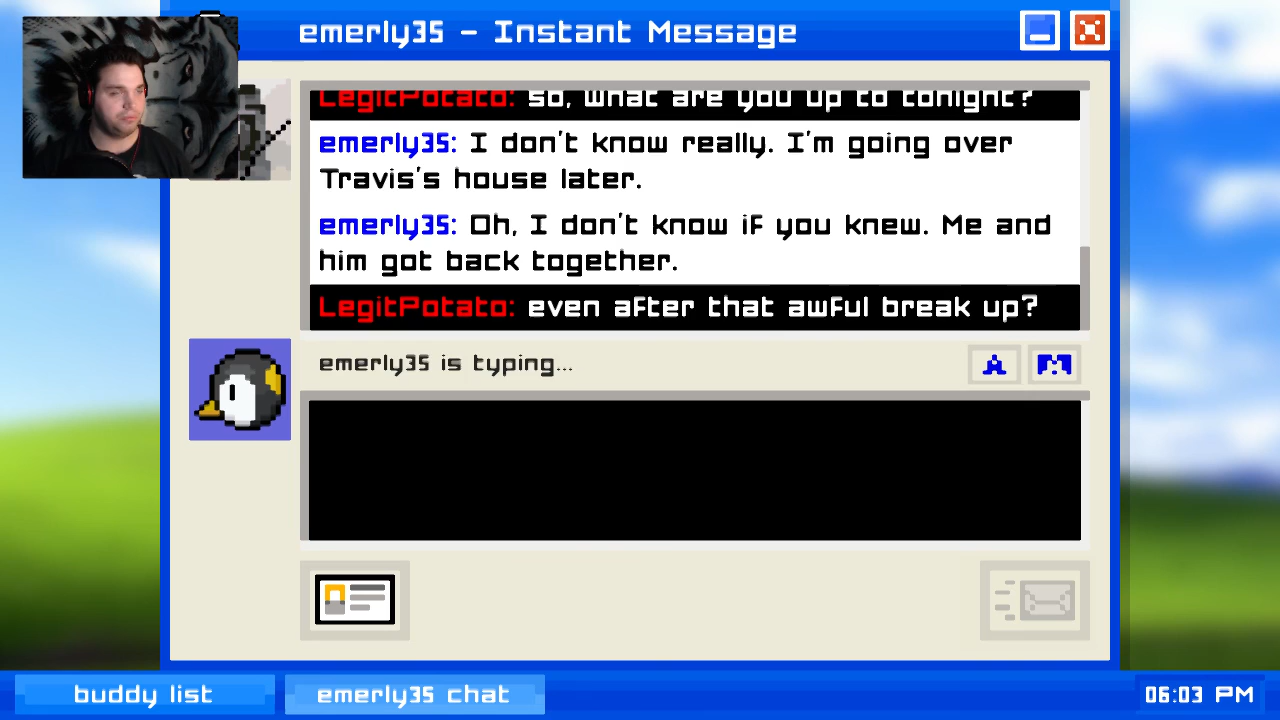 emerly35 - Instant Message
LegitPotato: so, what are you up to tonight?
emerly35: I don't know really. I'm going over
Travis's house later.
emerly35: Oh, I don't know if you knew. Me and
him got back together.
LegitPotato: even after that awful break up?
emerly35 is typing...
A
buddy list
emerly35 chat
06:03 PM